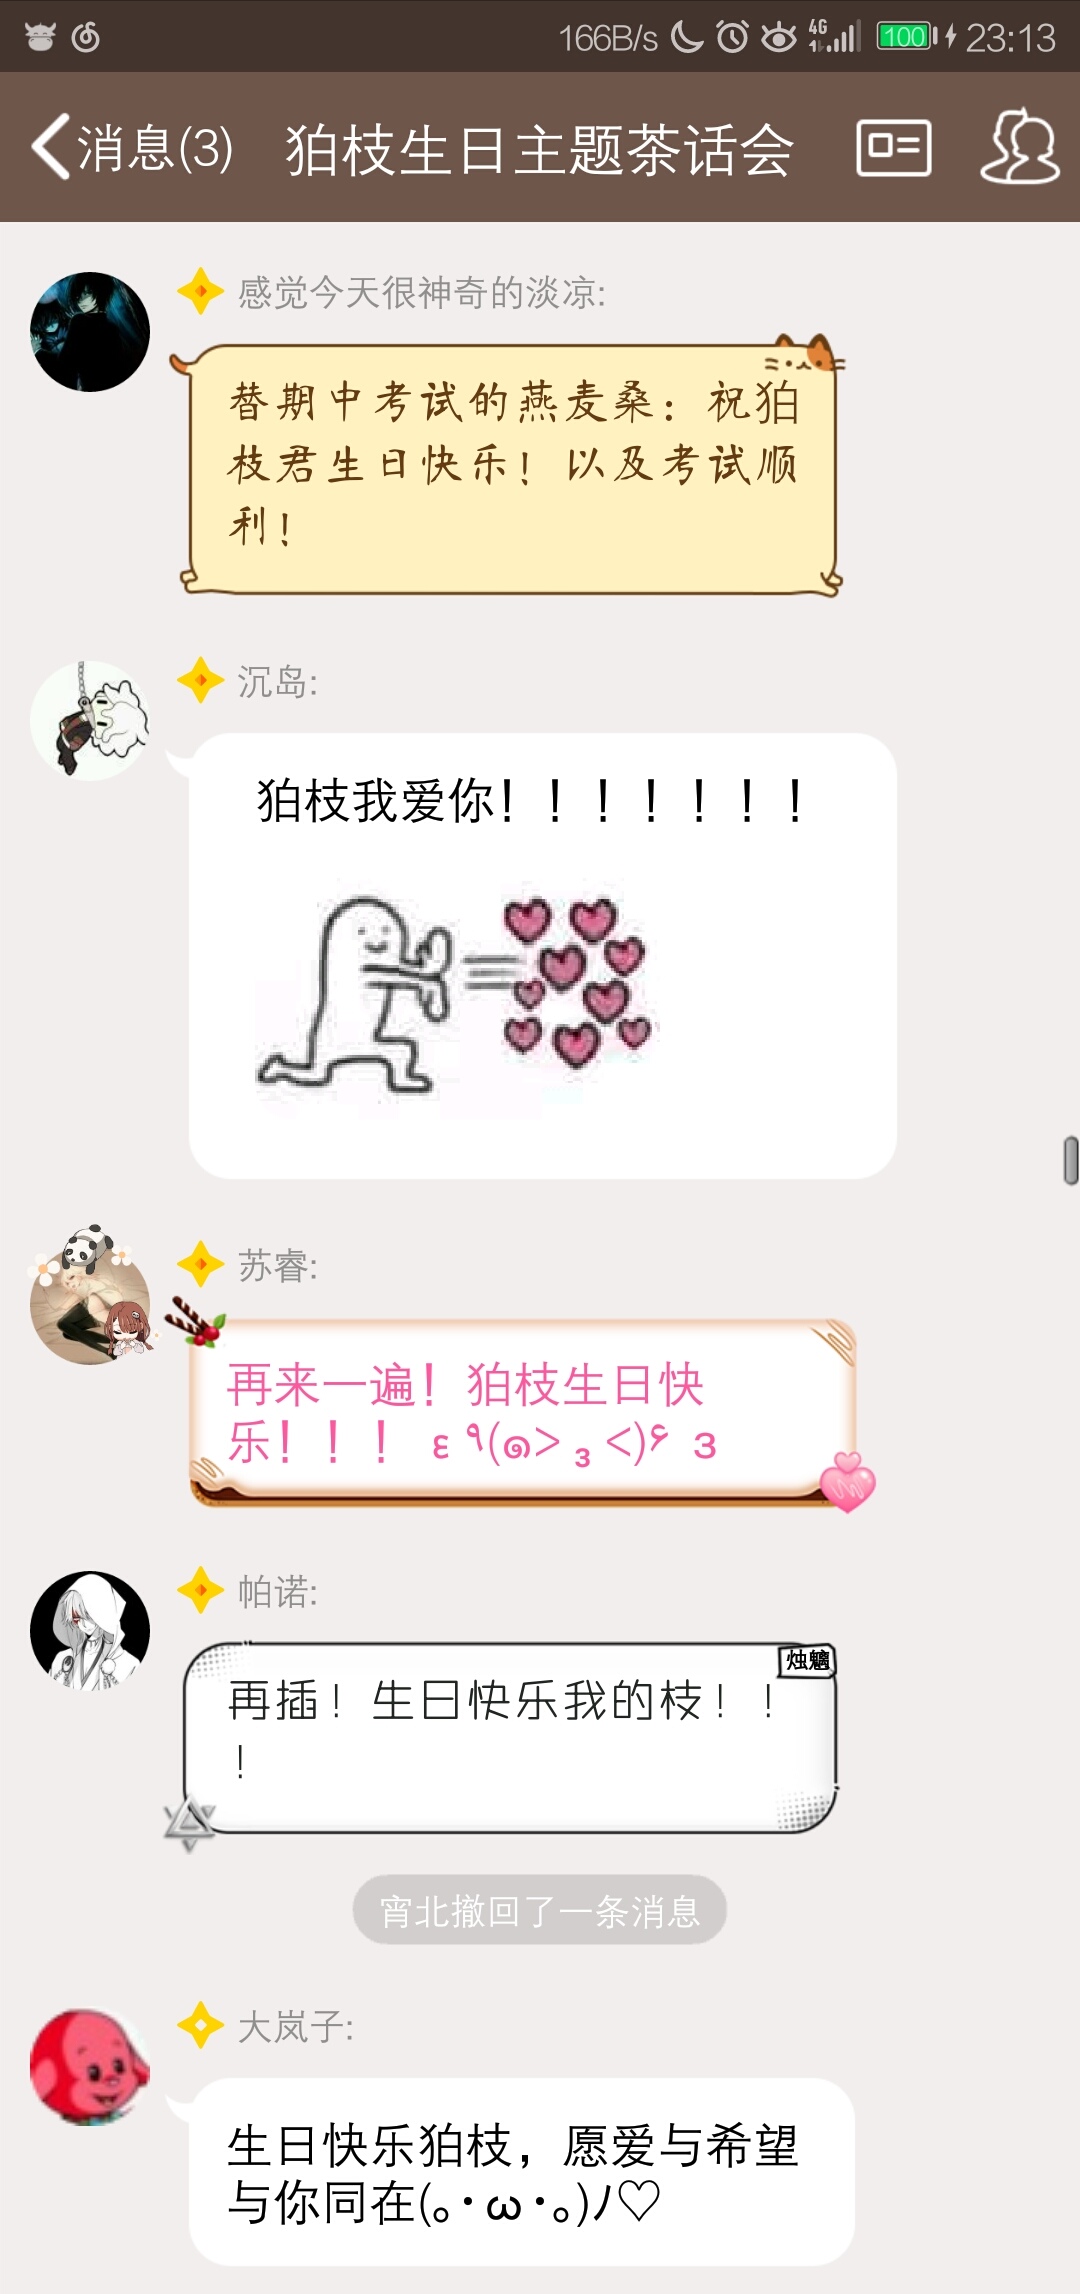 166B/s 4G 100 23:13
消息(3) 狛枝生日主题茶话会
感觉今天很神奇的淡凉:
替期中考试的燕麦桑：祝狛
枝君生日快乐！以及考试顺
利！
沉岛:
狛枝我爱你！！！！！！！
苏睿:
再来一遍！狛枝生日快
乐！！！ ε ٩(๑> ₃ <)۶ з
帕诺:
烛魑
再插！生日快乐我的枝！！
！
宵北撤回了一条消息
大岚子:
生日快乐狛枝，愿爱与希望
与你同在(｡･ω･｡)ﾉ♡